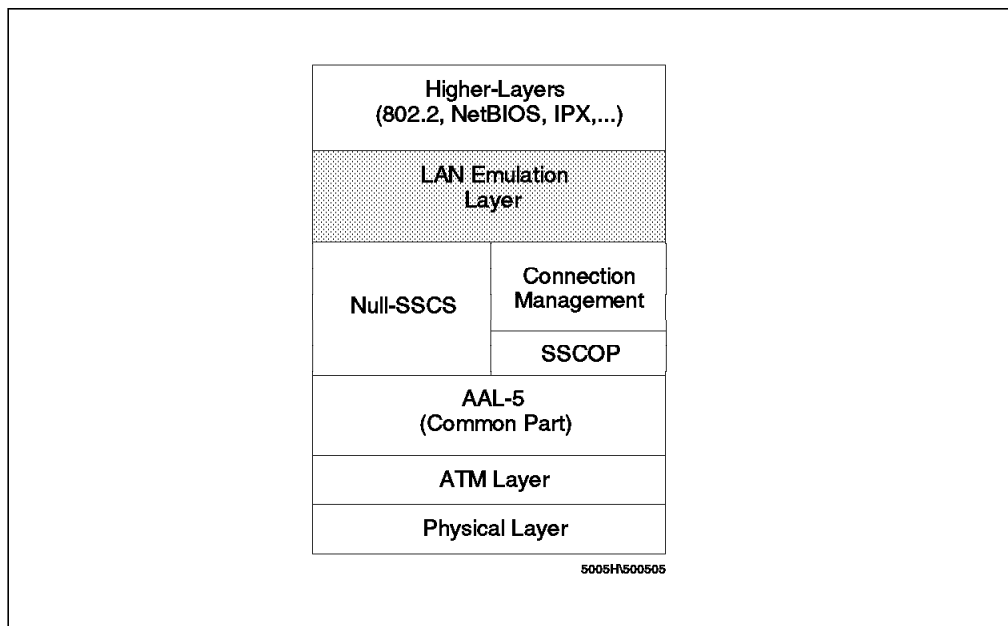 Higher-Layers
(802.2, NetBIOS, IPX,...)
LAN Emulation
Layer
Null-SSCS
Connection
Management
SSCOP
AAL-5
(Common Part)
ATM Layer
Physical Layer
5005H\500505